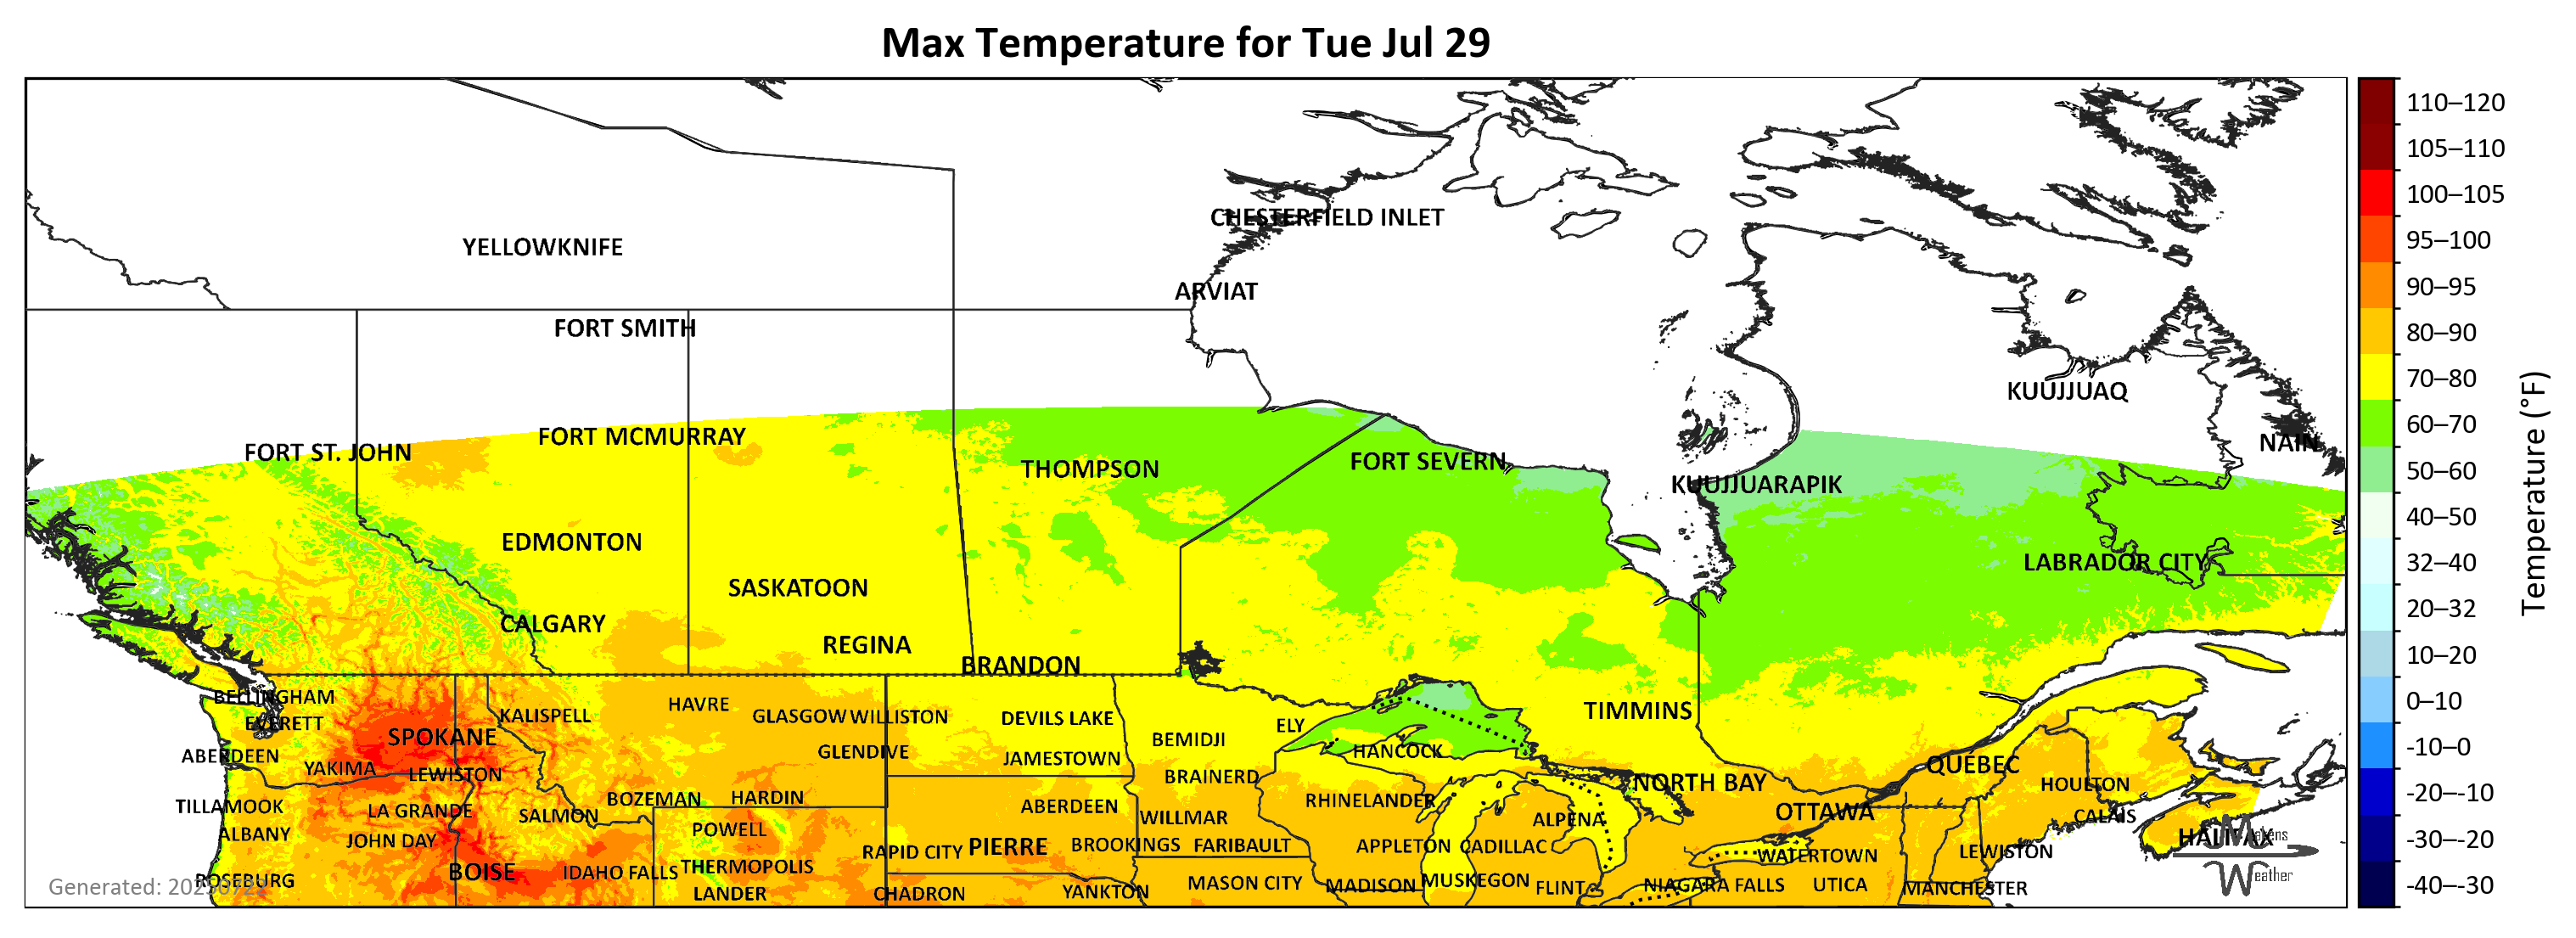 Max Temperature for Tue Jul 29
110–120
105–110
100–105
95–100
90–95
80–90
70–80
60–70
50–60
40–50
32–40
20–32
10–20
0–10
-10–0
-20–-10
-30–-20
-40–-30
Temperature (°F)
CHESTERFIELD INLET
YELLOWKNIFE
ARVIAT
FORT SMITH
KUUJJUAQ
FORT MCMURRAY
NAIN
FORT ST. JOHN
FORT SEVERN
THOMPSON
KUUJJUARAPIK
EDMONTON
LABRADOR CITY
SASKATOON
CALGARY
REGINA
BRANDON
BELLINGHAM
HAVRE
TIMMINS
KALISPELL
GLASGOW
WILLISTON
DEVILS LAKE
EVERETT
ELY
SPOKANE
BEMIDJI
GLENDIVE
HANCOCK
ABERDEEN
JAMESTOWN
QUÉBEC
YAKIMA
LEWISTON
BRAINERD
NORTH BAY
HOULTON
BOZEMAN
HARDIN
RHINELANDER
TILLAMOOK
ABERDEEN
LA GRANDE
SALMON
WILLMAR
OTTAWA
CALAIS
ALPENA
POWELL
ALBANY
HALIFAX
Makens
JOHN DAY
RAPID CITY
PIERRE
BROOKINGS
FARIBAULT
APPLETON
CADILLAC
WATERTOWN
LEWISTON
BOISE
IDAHO FALLS
THERMOPOLIS
Weather
ROSEBURG
MASON CITY
MADISON
MUSKEGON
FLINT
NIAGARA FALLS
UTICA
MANCHESTER
LANDER
CHADRON
YANKTON
Generated: 20250722